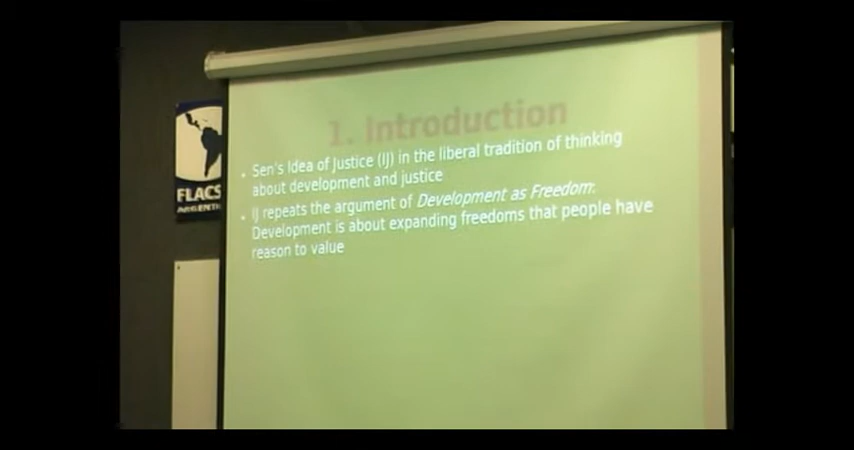 1. Introduction
• Sen's Idea of Justice (IJ) in the liberal tradition of thinking
about development and justice
• IJ repeats the argument of Development as Freedom:
Development is about expanding freedoms that people have
reason to value
FLACS
ARGENTI